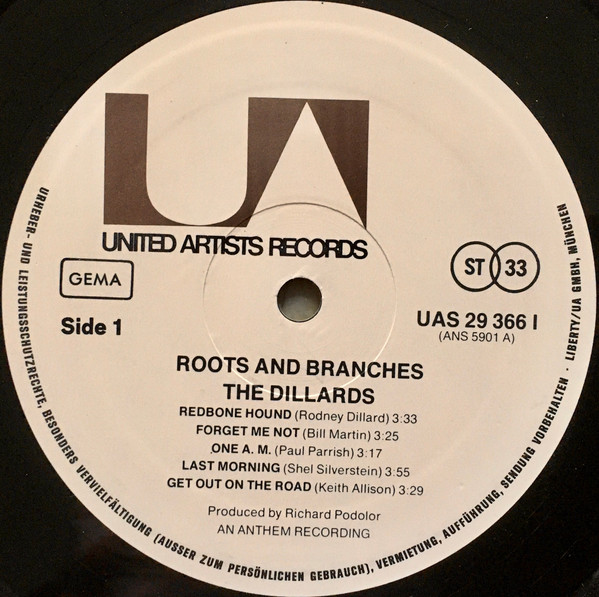 UA
UNITED ARTISTS RECORDS
GEMA
ST 33
Side 1
UAS 29 366 I
(ANS 5901 A)
ROOTS AND BRANCHES
THE DILLARDS
REDBONE HOUND (Rodney Dillard) 3:33
FORGET ME NOT (Bill Martin) 3:25
ONE A. M. (Paul Parrish) 3:17
LAST MORNING (Shel Silverstein) 3:55
GET OUT ON THE ROAD (Keith Allison) 3:29
Produced by Richard Podolor
AN ANTHEM RECORDING
URHEBER- UND LEISTUNGSSCHUTZRECHTE, BESONDERS VERVIELFÄLTIGUNG (AUSSER ZUM PERSÖNLICHEN GEBRAUCH), VERMIETUNG, AUFFÜHRUNG, SENDUNG VORBEHALTEN · LIBERTY/UA GMBH, MÜNCHEN